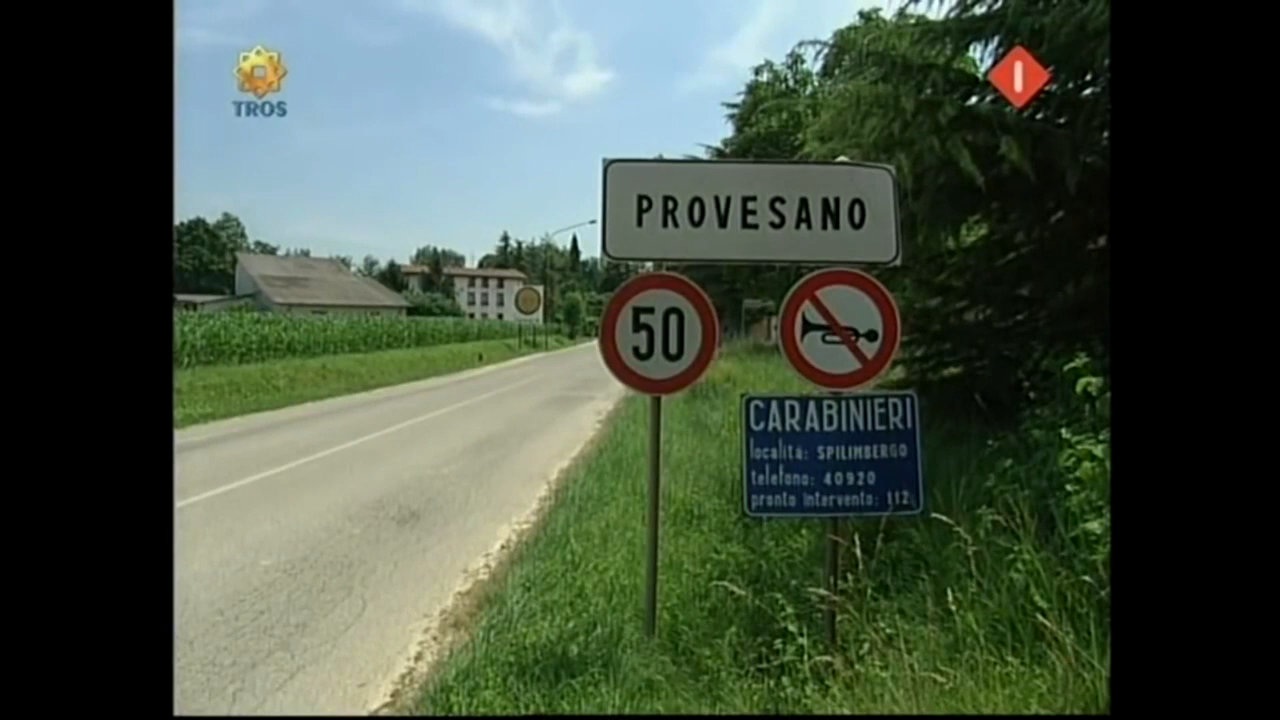 TROS
PROVESANO
50
CARABINIERI
località: SPILIMBERGO
telefono: 40920
pronto intervento: 112